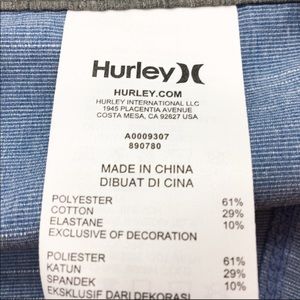 Hurley
HURLEY.COM
HURLEY INTERNATIONAL LLC
1945 PLACENTIA AVENUE
COSTA MESA, CA 92627 USA
A0009307
890780
MADE IN CHINA
DIBUAT DI CINA
POLYESTER 61%
COTTON 29%
ELASTANE 10%
EXCLUSIVE OF DECORATION
POLIESTER 61%
KATUN 29%
SPANDEK 10%
EKSKLUSIF DARI DEKORASI